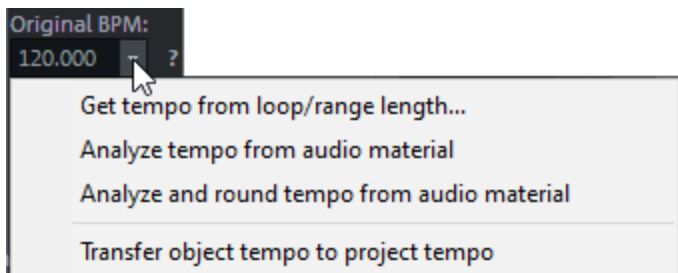 Original BPM:
120.000 ?
Get tempo from loop/range length...
Analyze tempo from audio material
Analyze and round tempo from audio material
Transfer object tempo to project tempo